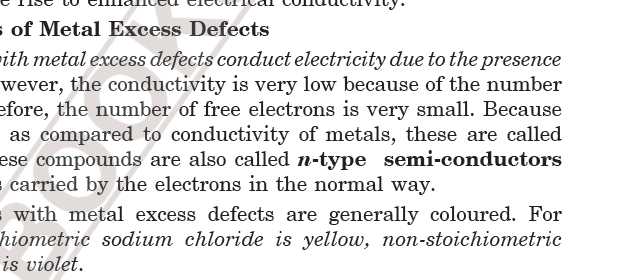 e rise to enhanced electrical conductivity.
s of Metal Excess Defects
with metal excess defects conduct electricity due to the presence
wever, the conductivity is very low because of the number
efore, the number of free electrons is very small. Because
as compared to conductivity of metals, these are called
ese compounds are also called n-type semi-conductors
s carried by the electrons in the normal way.
s with metal excess defects are generally coloured. For
hiometric sodium chloride is yellow, non-stoichiometric
is violet.
BOOK